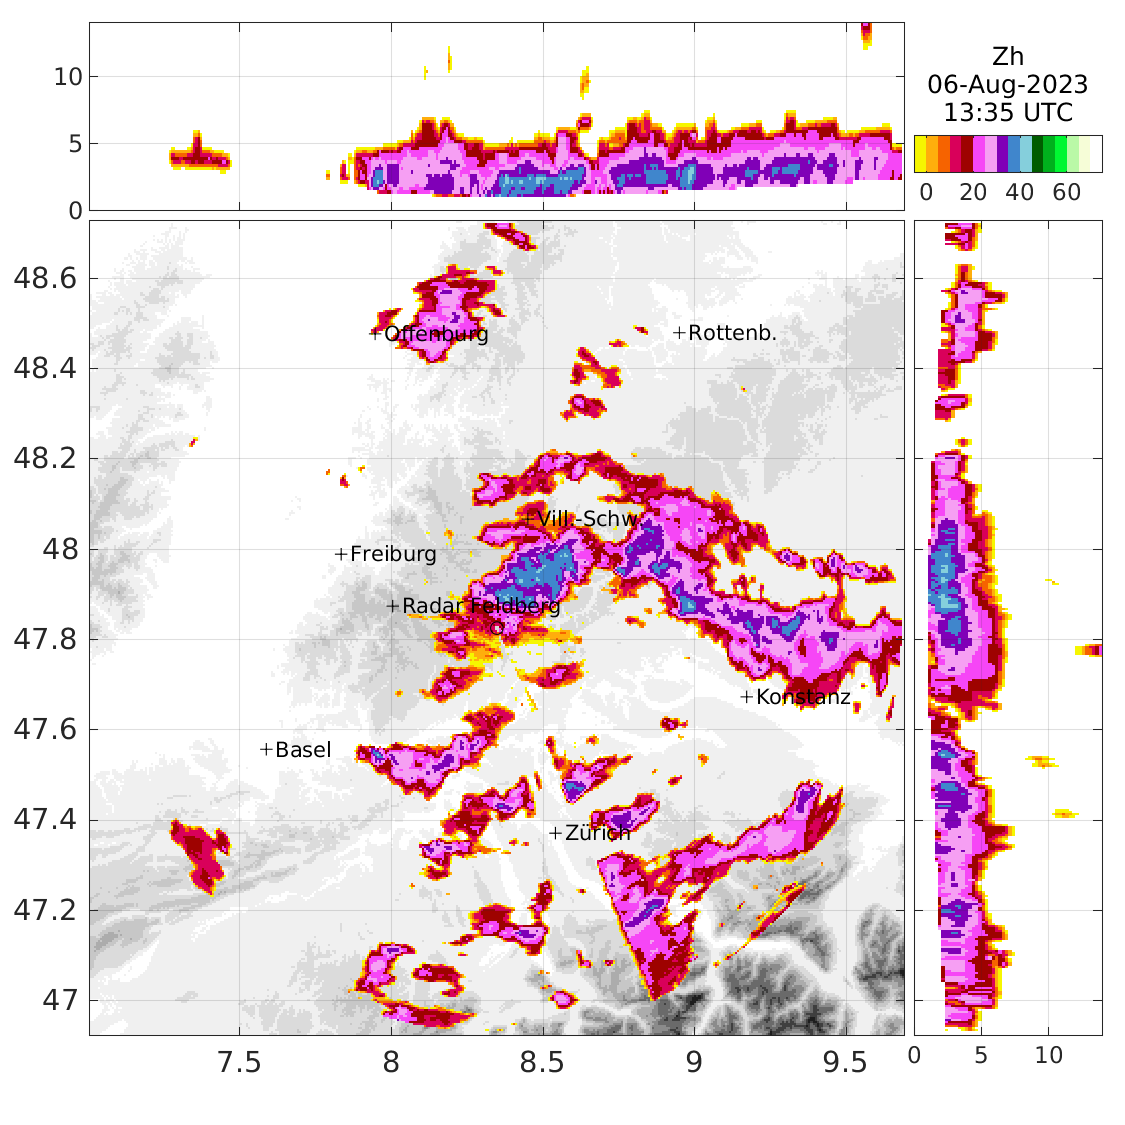 10
5
0
Zh
06-Aug-2023
13:35 UTC
0 20 40 60
48.6
48.4
48.2
48
47.8
47.6
47.4
47.2
47
+Offenburg
+Rottenb.
+Vill.-Schw.
+Freiburg
+Radar Feldberg
+Konstanz
+Basel
+Zürich
7.5 8 8.5 9 9.5
0 5 10